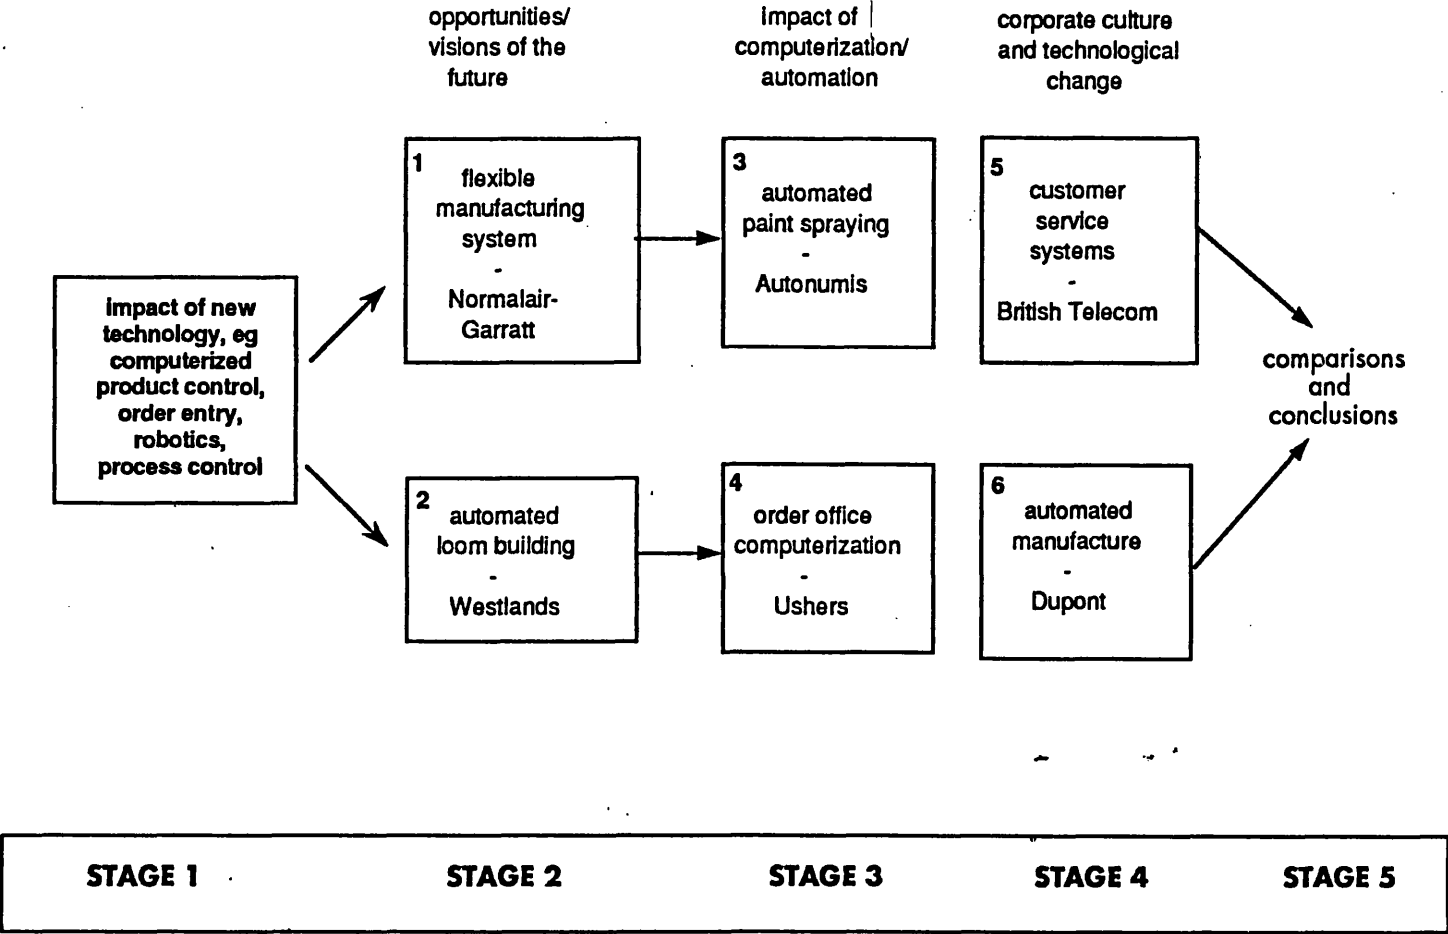 opportunities/
visions of the
future
impact of
computerization/
automation
corporate culture
and technological
change
impact of new
technology, eg
computerized
product control,
order entry,
robotics,
process control
1
flexible
manufacturing
system
-
Normalair-
Garratt
3
automated
paint spraying
-
Autonumis
5
customer
service
systems
-
British Telecom
comparisons
and
conclusions
2
automated
loom building
-
Westlands
4
order office
computerization
-
Ushers
6
automated
manufacture
-
Dupont
STAGE 1
STAGE 2
STAGE 3
STAGE 4
STAGE 5